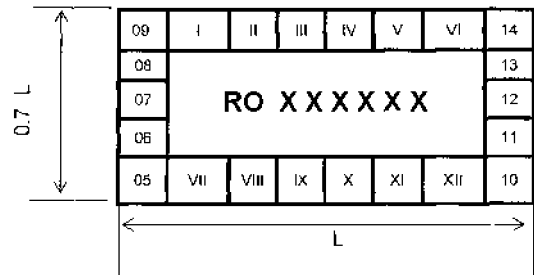 09 I II III IV V VI 14
08 13
07 RO X X X X X X 12
06 11
05 VII VIII IX X XI XII 10
0.7 L
L